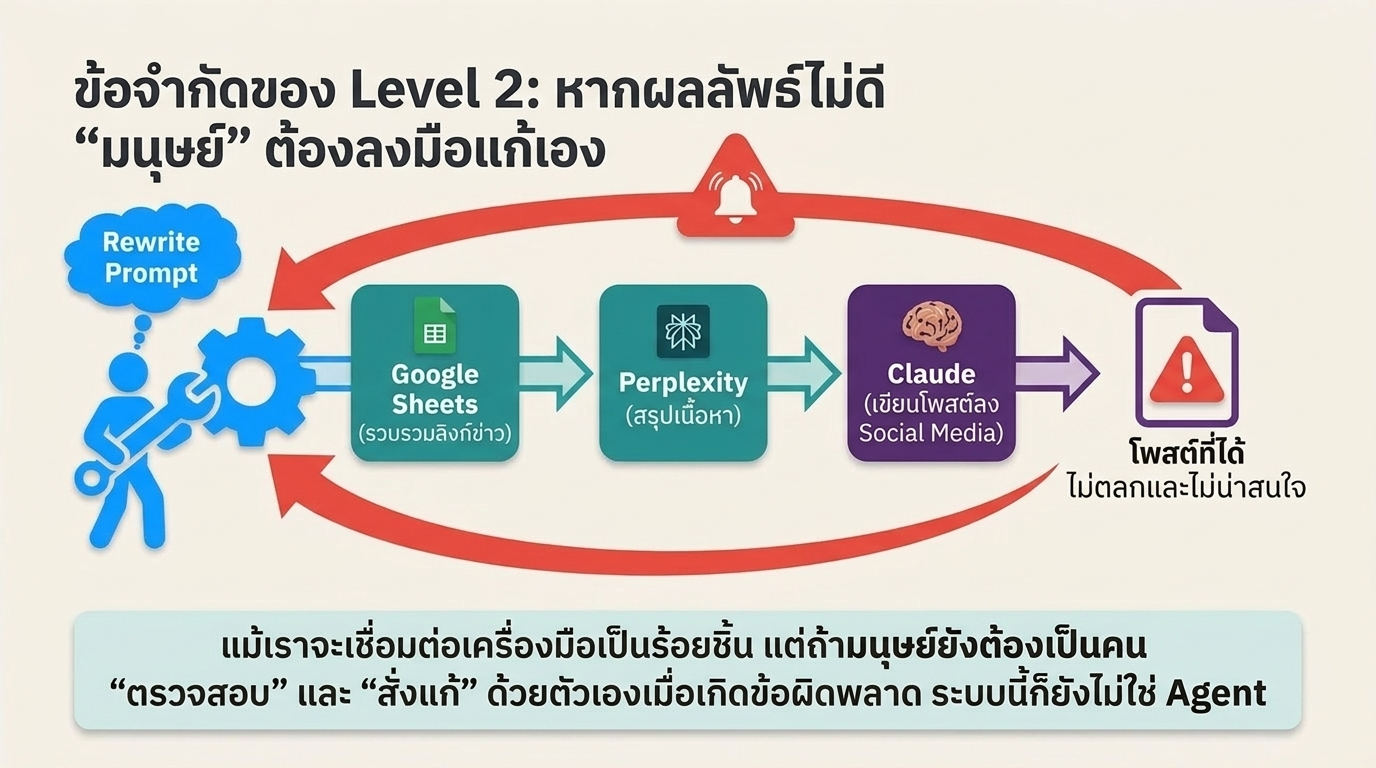 ข้อจำกัดของ Level 2: หากผลลัพธ์ไม่ดี
“มนุษย์” ต้องลงมือแก้เอง
Rewrite
Prompt
Google
Sheets
(รวบรวมลิงก์ข่าว)
Perplexity
(สรุปเนื้อหา)
Claude
(เขียนโพสต์ลง
Social Media)
โพสต์ที่ได้
ไม่ตลกและไม่น่าสนใจ
แม้เราจะเชื่อมต่อเครื่องมือเป็นร้อยชิ้น แต่ถ้ามนุษย์ยังต้องเป็นคน
“ตรวจสอบ” และ “สั่งแก้” ด้วยตัวเองเมื่อเกิดข้อผิดพลาด ระบบนี้ก็ยังไม่ใช่ Agent